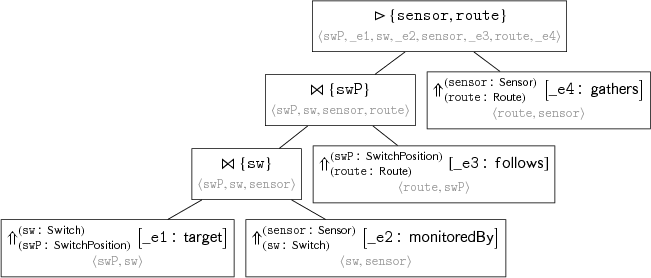 ▷ {sensor, route}
⟨swP, _e1, sw, _e2, sensor, _e3, route, _e4⟩
⋈ {swP}
⟨swP, sw, sensor, route⟩
⇑(sensor: Sensor)(route: Route) [_e4: gathers]
⟨route, sensor⟩
⋈ {sw}
⟨swP, sw, sensor⟩
⇑(swP: SwitchPosition)(route: Route) [_e3: follows]
⟨route, swP⟩
⇑(sw: Switch)(swP: SwitchPosition) [_e1: target]
⟨swP, sw⟩
⇑(sensor: Sensor)(sw: Switch) [_e2: monitoredBy]
⟨sw, sensor⟩